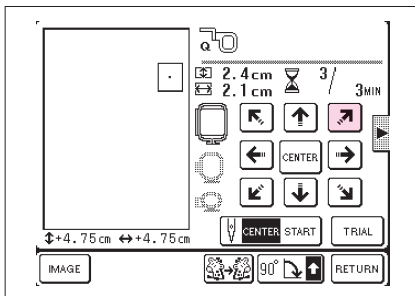 Q
2.4cm 3/
2.1cm 3MIN
CENTER
+4.75cm +4.75cm
CENTER START TRIAL
IMAGE 90° RETURN